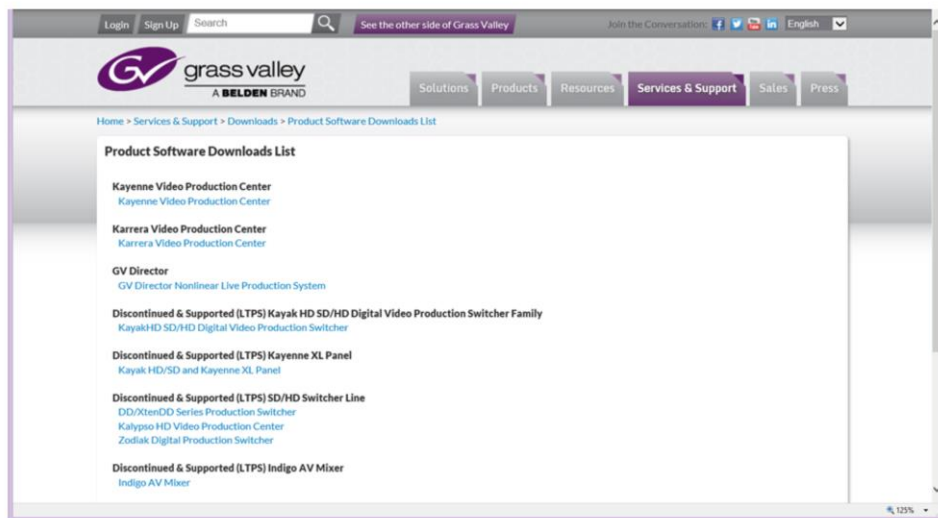 Login Sign Up Search See the other side of Grass Valley Join the Conversation: English
GV grass valley
A BELDEN BRAND
Solutions Products Resources Services & Support Sales Press
Home > Services & Support > Downloads > Product Software Downloads List
Product Software Downloads List
Kayenne Video Production Center
Kayenne Video Production Center
Karrera Video Production Center
Karrera Video Production Center
GV Director
GV Director Nonlinear Live Production System
Discontinued & Supported (LTPS) Kayak HD SD/HD Digital Video Production Switcher Family
KayakHD SD/HD Digital Video Production Switcher
Discontinued & Supported (LTPS) Kayenne XL Panel
Kayak HD/SD and Kayenne XL Panel
Discontinued & Supported (LTPS) SD/HD Switcher Line
DD/XtenDD Series Production Switcher
Kalypso HD Video Production Center
Zodiak Digital Production Switcher
Discontinued & Supported (LTPS) Indigo AV Mixer
Indigo AV Mixer
125%